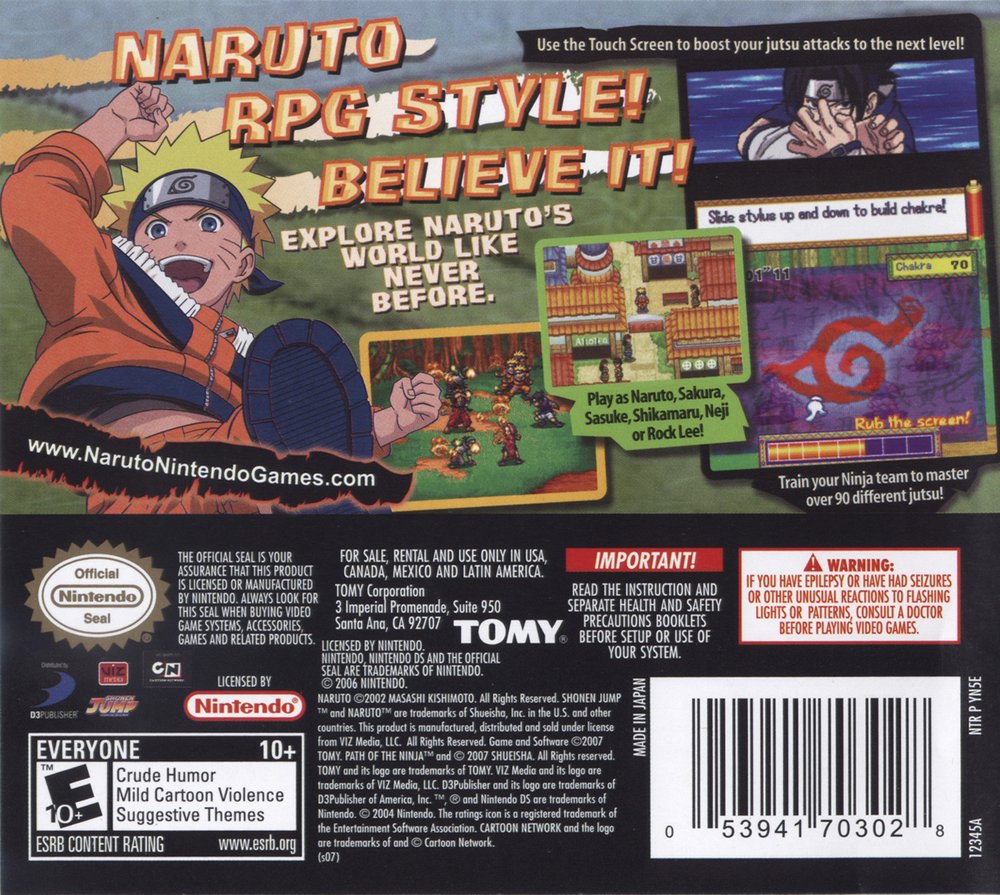 NARUTO
RPG STYLE!
BELIEVE IT!
EXPLORE NARUTO'S
WORLD LIKE
NEVER
BEFORE.
Use the Touch Screen to boost your jutsu attacks to the next level!
Slide stylus up and down to build chakra!
01"11
Chakra 70
Rub the screen!
Play as Naruto, Sakura,
Sasuke, Shikamaru, Neji
or Rock Lee!
Train your Ninja team to master
over 90 different jutsu!
www.NarutoNintendoGames.com
Official
Nintendo
Seal
THE OFFICIAL SEAL IS YOUR
ASSURANCE THAT THIS PRODUCT
IS LICENSED OR MANUFACTURED
BY NINTENDO. ALWAYS LOOK FOR
THIS SEAL WHEN BUYING VIDEO
GAME SYSTEMS, ACCESSORIES,
GAMES AND RELATED PRODUCTS.
Distributed by
D3PUBLISHER
VIZ
media
SHONEN
JUMP
CN
CARTOON NETWORK
LICENSED BY
Nintendo
EVERYONE 10+
TM
E
10+
Crude Humor
Mild Cartoon Violence
Suggestive Themes
ESRB CONTENT RATING www.esrb.org
FOR SALE, RENTAL AND USE ONLY IN USA,
CANADA, MEXICO AND LATIN AMERICA.
TOMY Corporation
3 Imperial Promenade, Suite 950
Santa Ana, CA 92707
TOMY®
LICENSED BY NINTENDO.
NINTENDO, NINTENDO DS AND THE OFFICIAL
SEAL ARE TRADEMARKS OF NINTENDO.
© 2006 NINTENDO.
NARUTO ©2002 MASASHI KISHIMOTO. All Rights Reserved. SHONEN JUMP
™ and NARUTO™ are trademarks of Shueisha, Inc. in the U.S. and other
countries. This product is manufactured, distributed and sold under license
from VIZ Media, LLC. All Rights Reserved. Game and Software ©2007
TOMY. PATH OF THE NINJA™ and © 2007 SHUEISHA. All rights reserved.
TOMY and its logo are trademarks of TOMY. VIZ Media and its logo are
trademarks of VIZ Media, LLC. D3Publisher and its logo are trademarks of
D3Publisher of America, Inc. ™, ® and Nintendo DS are trademarks of
Nintendo. © 2004 Nintendo. The ratings icon is a registered trademark of
the Entertainment Software Association. CARTOON NETWORK and the logo
are trademarks of and © Cartoon Network.
(s07)
IMPORTANT!
READ THE INSTRUCTION AND
SEPARATE HEALTH AND SAFETY
PRECAUTIONS BOOKLETS
BEFORE SETUP OR USE OF
YOUR SYSTEM.
WARNING:
IF YOU HAVE EPILEPSY OR HAVE HAD SEIZURES
OR OTHER UNUSUAL REACTIONS TO FLASHING
LIGHTS OR PATTERNS, CONSULT A DOCTOR
BEFORE PLAYING VIDEO GAMES.
MADE IN JAPAN
0 53941 70302 8
NTR P YN5E
12345A